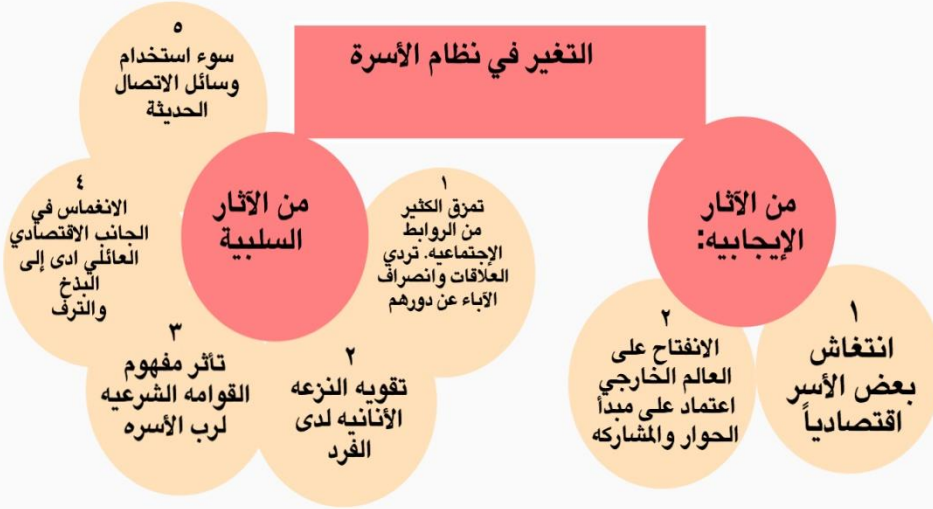 التغير في نظام الأسرة
من الآثار
الإيجابيه:
١
انتغاش
بعض الأسر
اقتصادياً
٢
الانفتاح على
العالم الخارجي
اعتماد على مبدأ
الحوار والمشاركه
من الآثار
السلبية
١
تمزق الكثير
من الروابط
الإجتماعيه. تردي
العلاقات وانصراف
الآباء عن دورهم
٢
تقويه النزعه
الأنانيه لدى
الفرد
٣
تأثر مفهوم
القوامه الشرعيه
لرب الأسره
٤
الانغماس في
الجانب الاقتصادي
العائلي ادى إلى
البذخ
والترف
٥
سوء استخدام
وسائل الاتصال
الحديثة